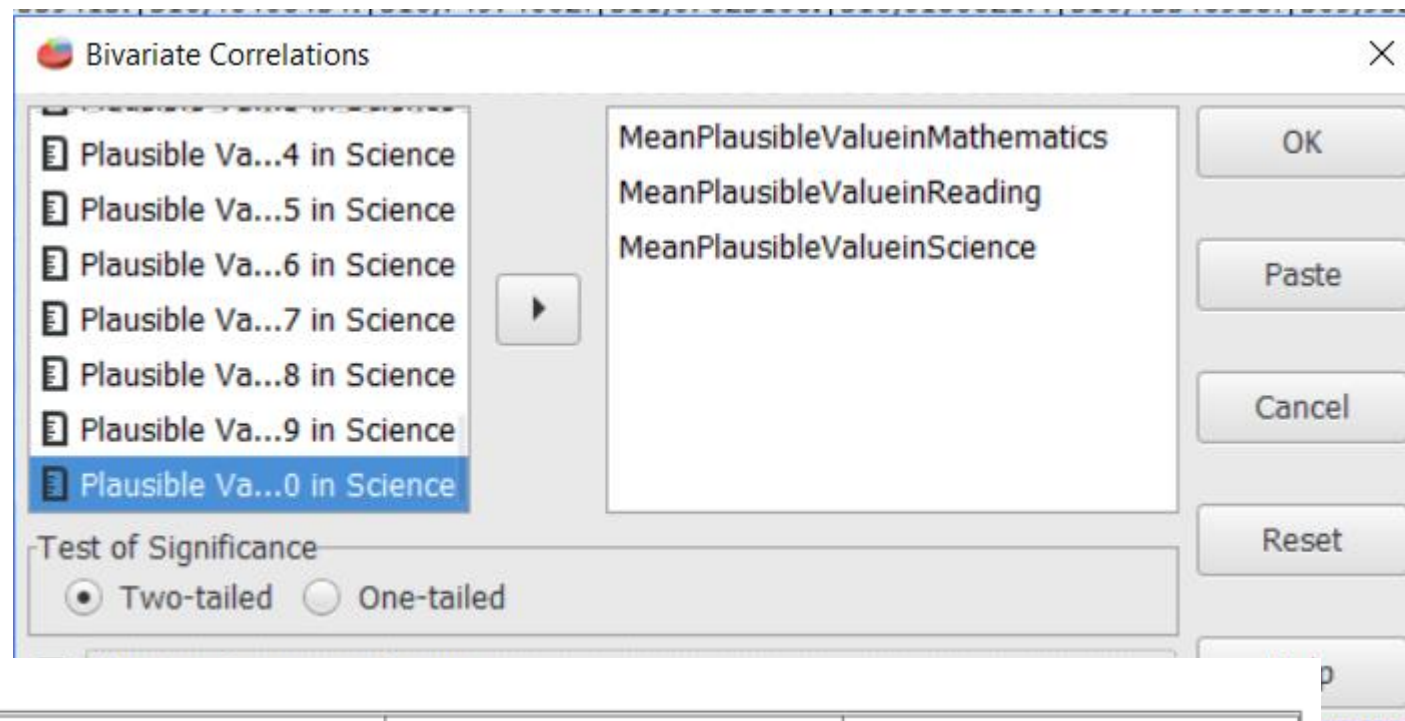 Bivariate Correlations
Plausible Va...4 in Science
Plausible Va...5 in Science
Plausible Va...6 in Science
Plausible Va...7 in Science
Plausible Va...8 in Science
Plausible Va...9 in Science
Plausible Va...0 in Science
MeanPlausibleValueinMathematics
MeanPlausibleValueinReading
MeanPlausibleValueinScience
OK
Paste
Cancel
Reset
Test of Significance
Two-tailed
One-tailed